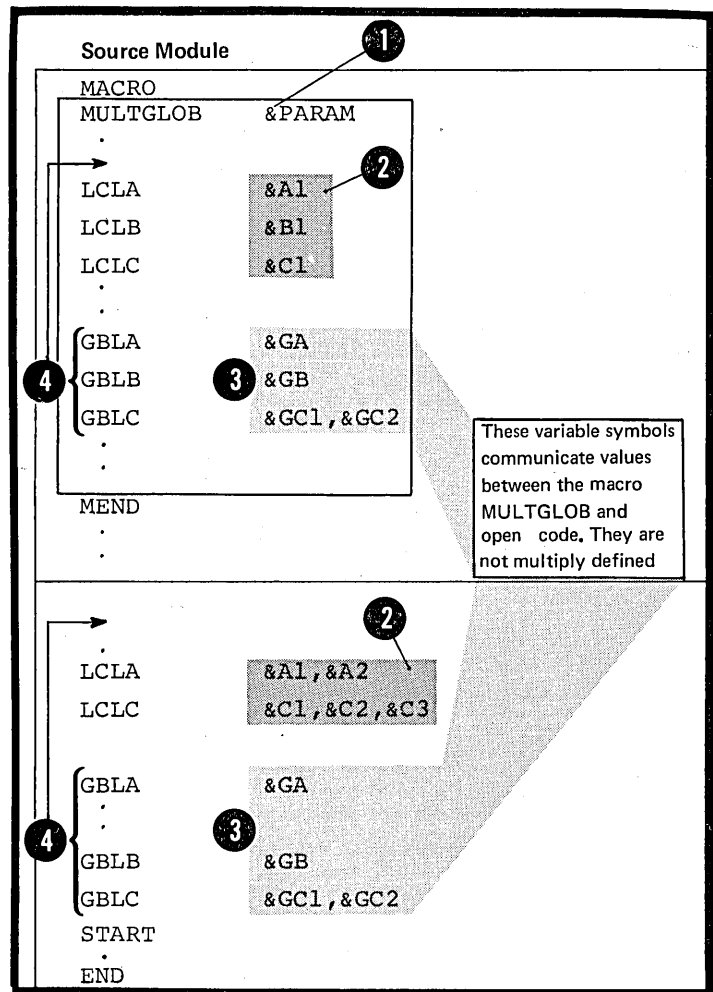 Source Module
1
MACRO
MULTGLOB &PARAM
.
2
LCLA &A1
LCLB &B1
LCLC &C1
.
.
GBLA &GA
4 GBLB 3 &GB
GBLC &GC1,&GC2
.
.
MEND
.
.
These variable symbols
communicate values
between the macro
MULTGLOB and
open code. They are
not multiply defined
2
.
LCLA &A1,&A2
LCLC &C1,&C2,&C3
GBLA &GA
.
4 . 3
GBLB &GB
GBLC &GC1,&GC2
START
.
END